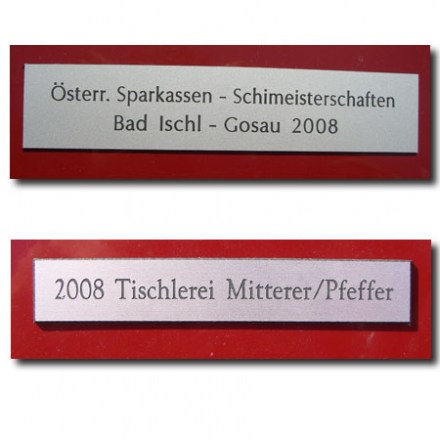 Österr. Sparkassen - Schimeisterschaften
Bad Ischl - Gosau 2008
2008 Tischlerei Mitterer/Pfeffer